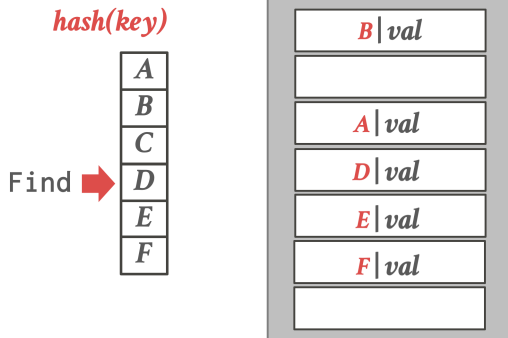 hash(key)
A
B
C
Find D
E
F
B|val
A|val
D|val
E|val
F|val